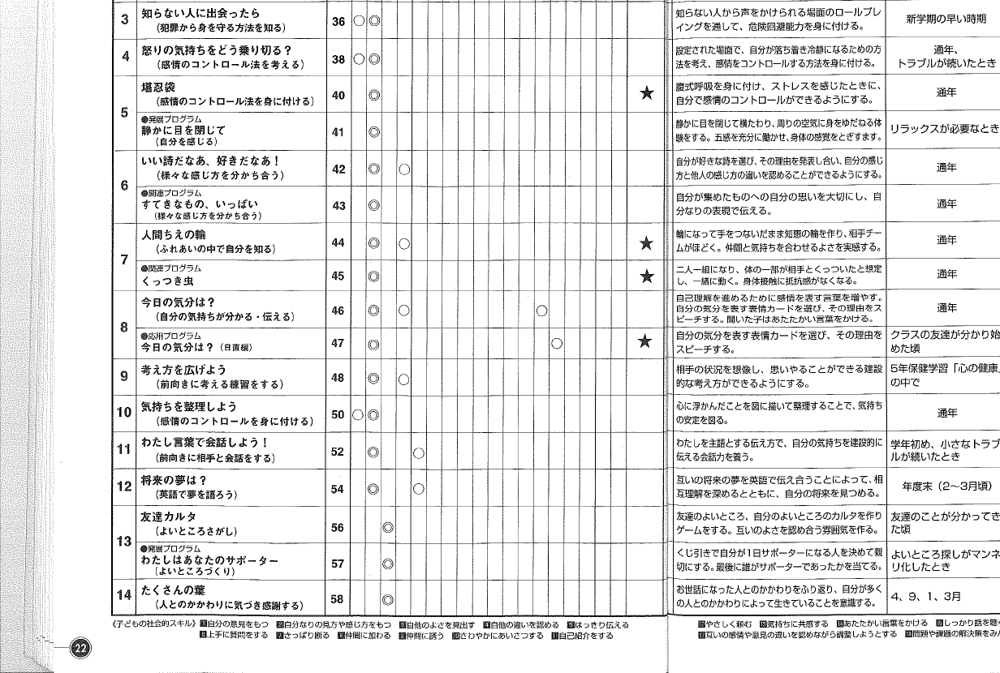 3 知らない人に出会ったら
（犯罪から身を守る方法を知る）
36 ○ ◎
知らない人から声をかけられる場面のロールプレ
イングを通して、危険回避能力を身に付ける。
新学期の早い時期
4 怒りの気持ちをどう乗り切る？
（感情のコントロール法を考える）
38 ○ ◎
設定された場面で、自分が落ち着き冷静になるための方
法を考え、感情をコントロールする方法を身に付ける。
通年、
トラブルが続いたとき
5 堪忍袋
（感情のコントロール法を身に付ける）
40 ◎ ★
腹式呼吸を身に付け、ストレスを感じたときに、
自分で感情のコントロールができるようにする。
通年
●発展プログラム
静かに目を閉じて
（自分を感じる）
41 ◎
静かに目を閉じて横たわり、周りの空気に身をゆだねる体
験をする。五感を充分に働かせ、身体の感覚をとぎすます。
リラックスが必要なとき
6 いい詩だなあ、好きだなあ！
（様々な感じ方を分かち合う）
42 ◎ ○
自分が好きな詩を選び、その理由を発表し合い、自分の感じ
方と他人の感じ方の違いを認めることができるようにする。
通年
●関連プログラム
すてきなもの、いっぱい
（様々な感じ方を分かち合う）
43 ◎
自分が集めたものへの自分の思いを大切にし、自
分なりの表現で伝える。
通年
7 人間ちえの輪
（ふれあいの中で自分を知る）
44 ◎ ○ ★
輪になって手をつないだまま知恵の輪を作り、相手チー
ムがほどく。仲間と気持ちを合わせるよさを実感する。
通年
●関連プログラム
くっつき虫
45 ◎ ★
二人一組になり、体の一部が相手とくっついたと想定
し、一緒に動く。身体接触に抵抗感がなくなる。
通年
8 今日の気分は？
（自分の気持ちが分かる・伝える）
46 ◎ ○ ○
自己理解を進めるために感情を表す言葉を増やす。
自分の気分を表す表情カードを選び、その理由をス
ピーチする。聞いた子はあたたかい言葉をかける。
通年
●応用プログラム
今日の気分は？（日直編）
47 ◎ ○ ★
自分の気分を表す表情カードを選び、その理由を
スピーチする。
クラスの友達が分かり始
めた頃
9 考え方を広げよう
（前向きに考える練習をする）
48 ◎ ○
相手の状況を想像し、思いやることができる建設
的な考え方ができるようにする。
5年保健学習「心の健康」
の中で
10 気持ちを整理しよう
（感情のコントロールを身に付ける）
50 ○ ◎
心に浮かんだことを図に描いて整理することで、気持ち
の安定を図る。
通年
11 わたし言葉で会話しよう！
（前向きに相手と会話をする）
52 ◎ ○
わたしを主語とする伝え方で、自分の気持ちを建設的に
伝える会話力を養う。
学年初め、小さなトラブ
ルが続いたとき
12 将来の夢は？
（英語で夢を語ろう）
54 ◎ ○
互いの将来の夢を英語で伝え合うことによって、相
互理解を深めるとともに、自分の将来を見つめる。
年度末（2～3月頃）
13 友達カルタ
（よいところさがし）
56 ◎
友達のよいところ、自分のよいところのカルタを作り
ゲームをする。互いのよさを認め合う雰囲気を作る。
友達のことが分かってき
た頃
●発展プログラム
わたしはあなたのサポーター
（よいところづくり）
57 ◎
くじ引きで自分が1日サポーターになる人を決めて親
切にする。最後に誰がサポーターであったかを当てる。
よいところ探しがマンネ
リ化したとき
14 たくさんの葉
（人とのかかわりに気づき感謝する）
58 ◎
お世話になった人とのかかわりをふり返り、自分が多く
の人とのかかわりによって生きていることを意識する。
4、9、1、3月
《子どもの社会的スキル》 1自分の意見をもつ 2自分なりの見方や感じ方をもつ 3自他のよさを見出す 4自他の違いを認める 5はっきり伝える
6上手に質問をする 7きっぱり断る 8仲間に加わる 9仲間に誘う 10さわやかにあいさつする 11自己紹介をする
12やさしく頼む 13気持ちに共感する 14あたたかい言葉をかける 15しっかり話を聴く
17互いの感情や意見の違いを認めながら調整しようとする 18問題や課題の解決策をみ
22